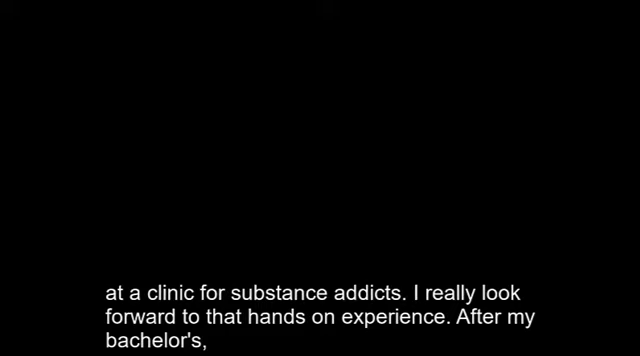 at a clinic for substance addicts. I really look
forward to that hands on experience. After my
bachelor's,